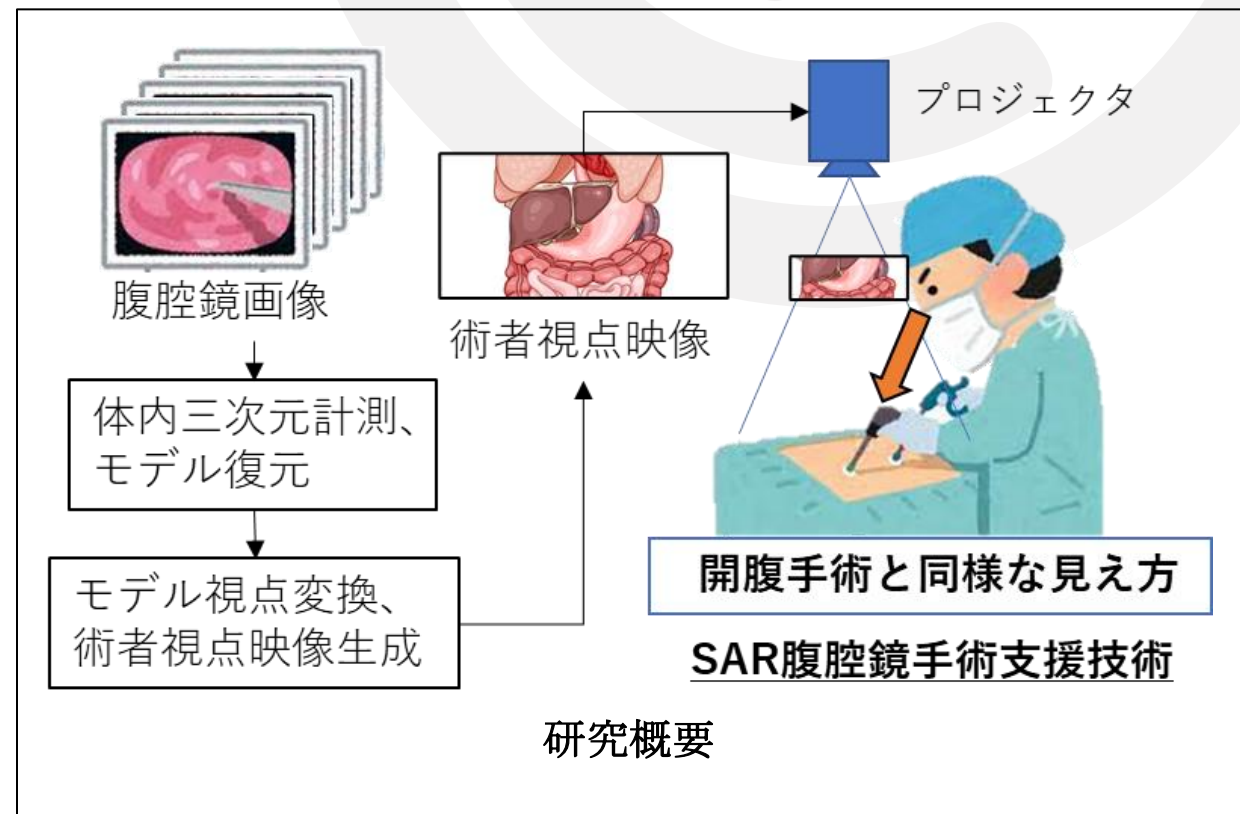 プロジェクタ
腹腔鏡画像
術者視点映像
体内三次元計測、
モデル復元
モデル視点変換、
術者視点映像生成
開腹手術と同様な見え方
SAR腹腔鏡手術支援技術
研究概要